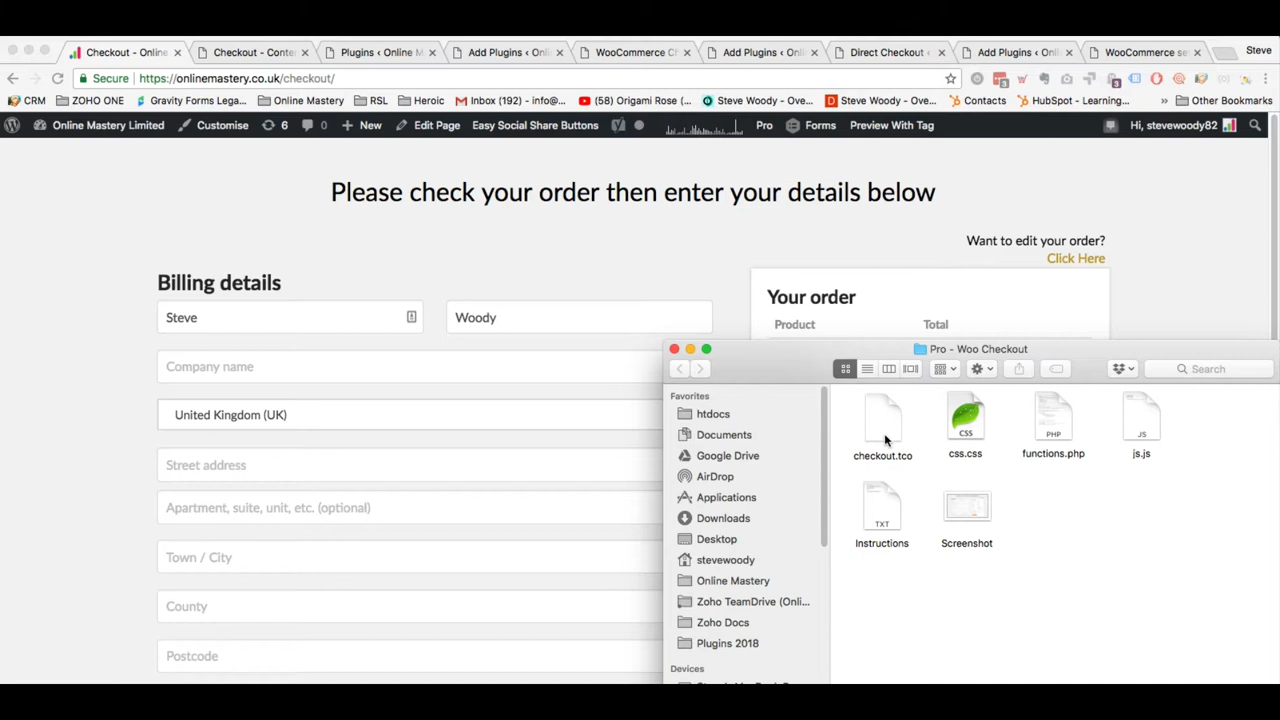 Checkout - Online
Checkout - Conte
Plugins ‹ Online M
Add Plugins ‹ Onli
WooCommerce Ch
Add Plugins ‹ Onli
Direct Checkout ‹
Add Plugins ‹ Onli
WooCommerce se
Steve
Secure
https://onlinemastery.co.uk/checkout/
CRM
ZOHO ONE
Gravity Forms Lega...
Online Mastery
RSL
Heroic
Inbox (192) - info@...
(58) Origami Rose (...
Steve Woody - Ove...
Steve Woody - Ove...
Contacts
HubSpot - Learning...
»
Other Bookmarks
Online Mastery Limited
Customise
6
0
New
Edit Page
Easy Social Share Buttons
Pro
Forms
Preview With Tag
Hi, stevewoody82
Please check your order then enter your details below
Want to edit your order?
Click Here
Billing details
Steve
Woody
Company name
United Kingdom (UK)
Street address
Apartment, suite, unit, etc. (optional)
Town / City
County
Postcode
Your order
Product Total
Pro - Woo Checkout
Search
Favorites
htdocs
Documents
Google Drive
AirDrop
Applications
Downloads
Desktop
stevewoody
Online Mastery
Zoho TeamDrive (Onli...
Zoho Docs
Plugins 2018
Devices
checkout.tco
CSS
css.css
PHP
functions.php
JS
js.js
TXT
Instructions
Screenshot